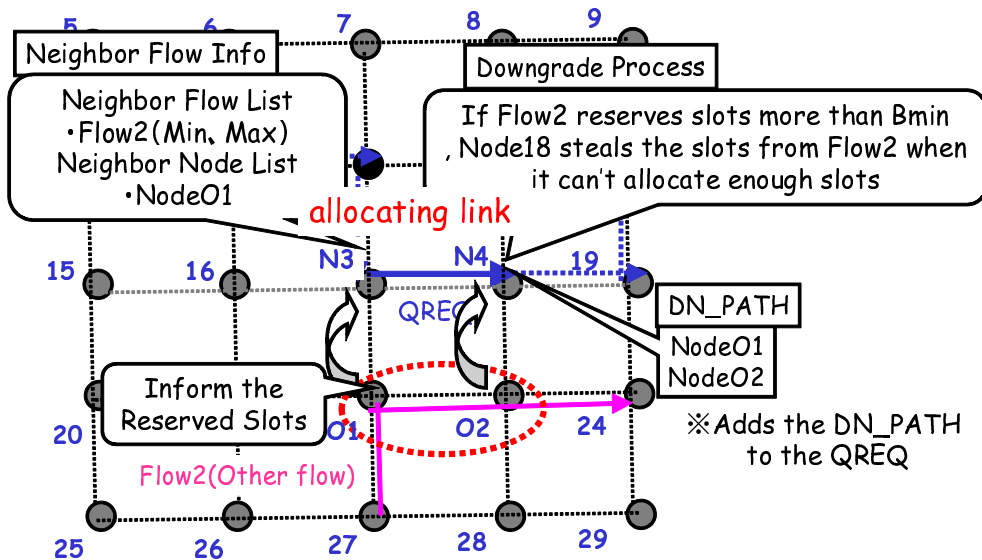 5
6
7
8
9
Neighbor Flow Info
Neighbor Flow List
・Flow2(Min、Max)
Neighbor Node List
・NodeO1
Downgrade Process
If Flow2 reserves slots more than Bmin
, Node18 steals the slots from Flow2 when
it can't allocate enough slots
allocating link
15
16
N3
N4
19
QREQ
DN_PATH
NodeO1
NodeO2
Inform the
Reserved Slots
20
O1
O2
24
※Adds the DN_PATH
to the QREQ
Flow2(Other flow)
25
26
27
28
29